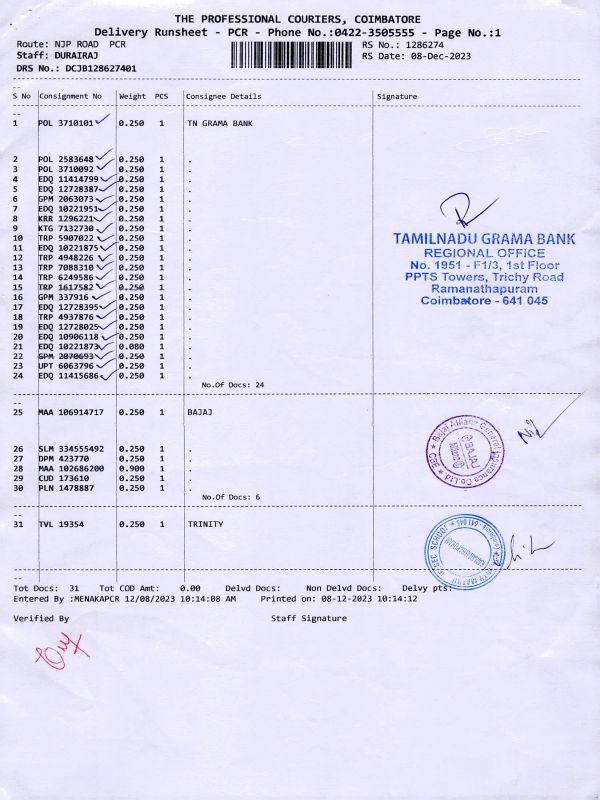 THE PROFESSIONAL COURIERS, COIMBATORE
Delivery Runsheet - PCR - Phone No.:0422-3505555 - Page No.:1
Route: NJP ROAD PCR RS No.: 1286274
Staff: DURAIRAJ RS Date: 08-Dec-2023
DRS No.: DCJB128627401
S No Consignment No Weight PCS Consignee Details Signature
1 POL 3710101 0.250 1 TN GRAMA BANK
2 POL 2583648 0.250 1 .
3 POL 3710092 0.250 1 .
4 EDQ 11414799 0.250 1 .
5 EDQ 12728387 0.250 1 .
6 GPM 2063073 0.250 1 .
7 EDQ 10221951 0.250 1 .
8 KRR 1296221 0.250 1 .
9 KTG 7132730 0.250 1 .
10 TRP 5907022 0.250 1 .
11 EDQ 10221875 0.250 1 .
12 TRP 4948226 0.250 1 .
13 TRP 7088310 0.250 1 .
14 TRP 6249586 0.250 1 .
15 TRP 1617582 0.250 1 .
16 GPM 337916 0.250 1 .
17 EDQ 12728395 0.250 1 .
18 TRP 4937876 0.250 1 .
19 EDQ 12728025 0.250 1 .
20 EDQ 10906118 0.250 1 .
21 EDQ 10221873 0.080 1 .
22 GPM 2070693 0.250 1 .
23 UPT 6063796 0.250 1 .
24 EDQ 11415686 0.250 1 .
No.Of Docs: 24
TAMILNADU GRAMA BANK
REGIONAL OFFICE
No. 1951 - F1/3, 1st Floor
PPTS Towers, Trichy Road
Ramanathapuram
Coimbatore - 641 045
25 MAA 106914717 0.250 1 BAJAJ
26 SLM 334555492 0.250 1 .
27 DPM 423770 0.250 1 .
28 MAA 102686200 0.900 1 .
29 CUD 173610 0.250 1 .
30 PLN 1478887 0.250 1 .
No.Of Docs: 6
Bajaj Allianz General Insurance Co.Ltd. CBE
BAJAJ
Allianz
31 TVL 19354 0.250 1 TRINITY
Tot Docs: 31 Tot COD Amt: 0.00 Delvd Docs: Non Delvd Docs: Delvy pts:
Entered By :MENAKAPCR 12/08/2023 10:14:08 AM Printed on: 08-12-2023 10:14:12
Verified By Staff Signature